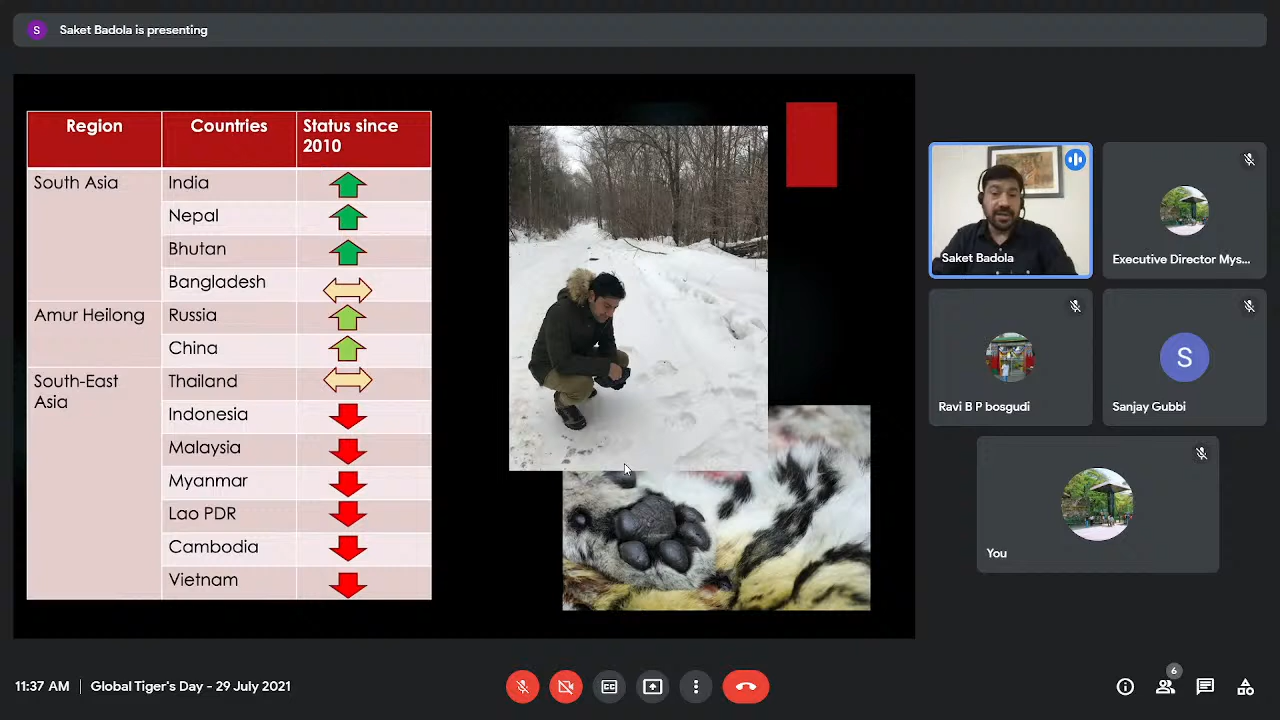 S
Saket Badola is presenting
Region Countries Status since
2010
South Asia India
Nepal
Bhutan
Bangladesh
Amur Heilong Russia
China
South-East
Asia
Thailand
Indonesia
Malaysia
Myanmar
Lao PDR
Cambodia
Vietnam
Saket Badola
Executive Director Mys...
Ravi B P bosgudi
S
Sanjay Gubbi
You
11:37 AM | Global Tiger's Day - 29 July 2021
CC
6